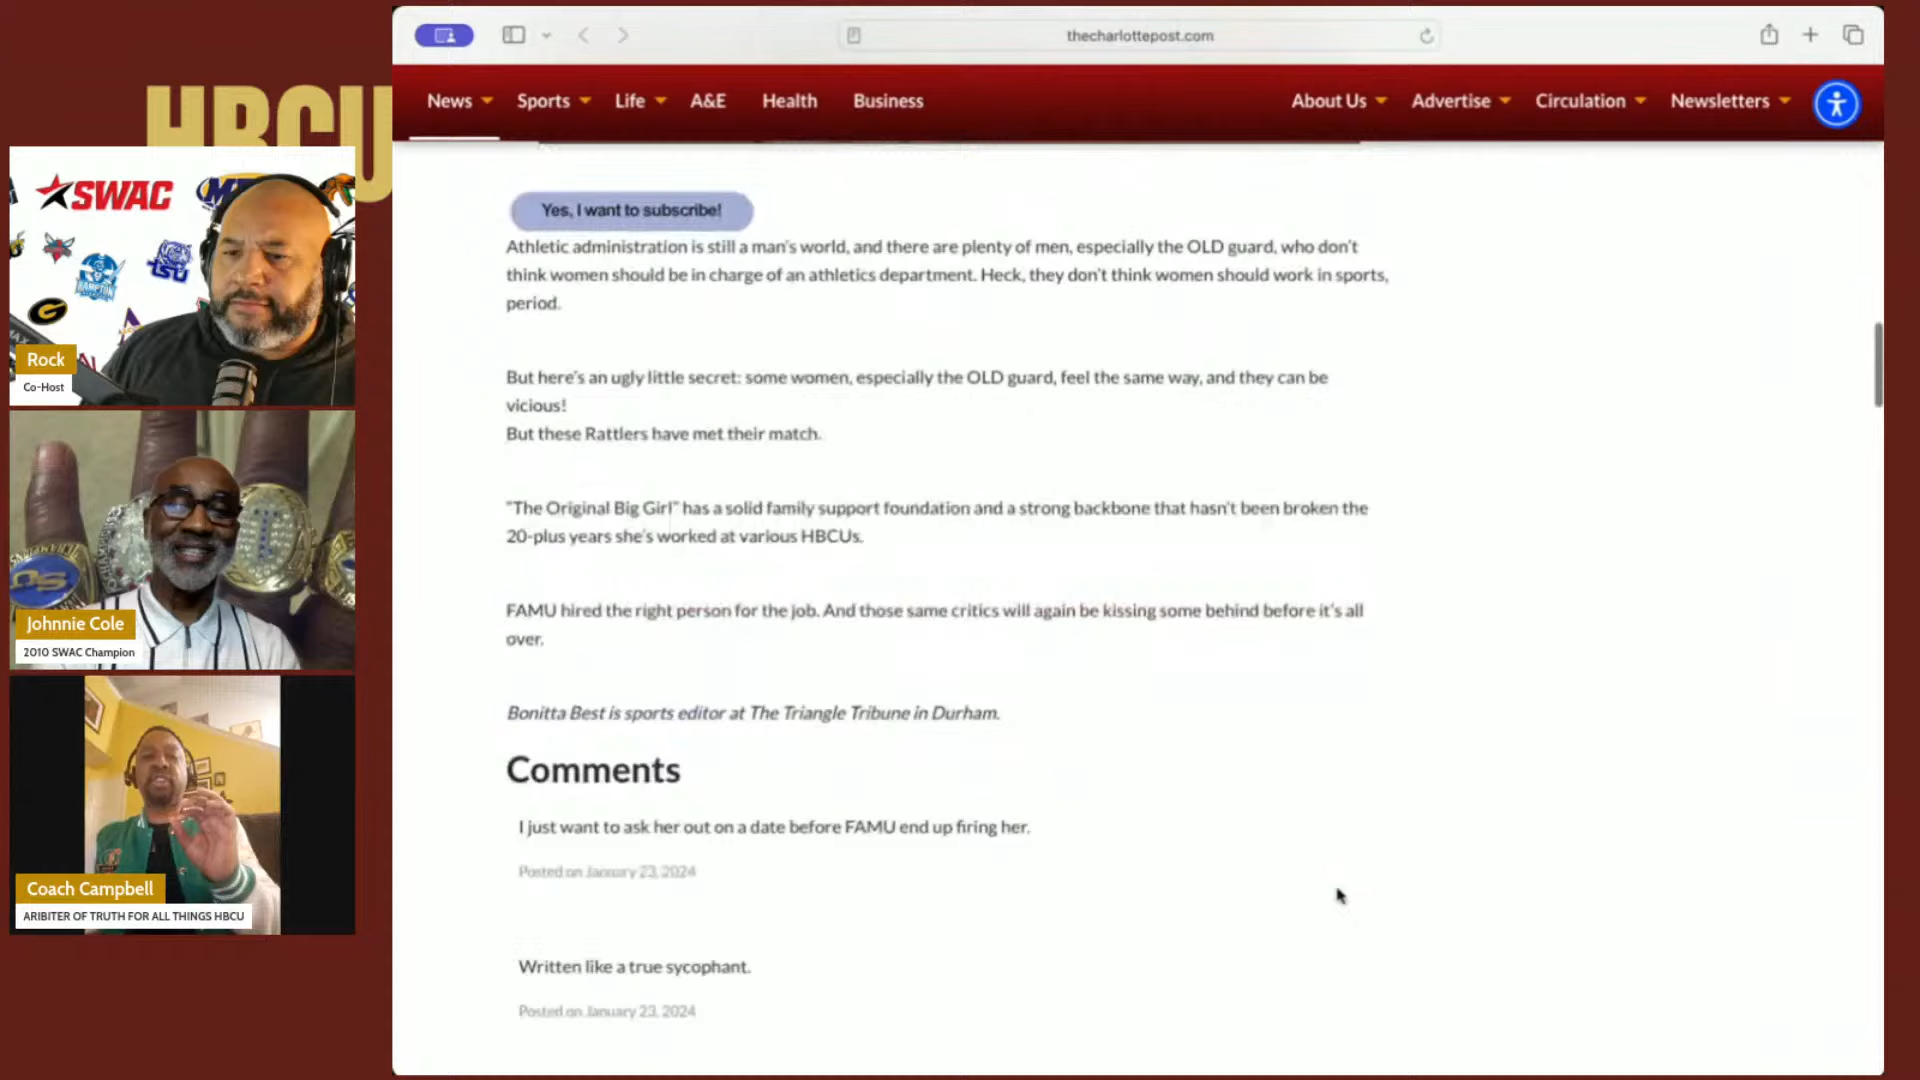 HBCU
SWAC
HAMPTON
TSU
G
Rock
Co-Host
Johnnie Cole
2010 SWAC Champion
Coach Campbell
ARIBITER OF TRUTH FOR ALL THINGS HBCU
thecharlottepost.com
News Sports Life A&E Health Business About Us Advertise Circulation Newsletters
Yes, I want to subscribe!
Athletic administration is still a man's world, and there are plenty of men, especially the OLD guard, who don't
think women should be in charge of an athletics department. Heck, they don't think women should work in sports,
period.
But here's an ugly little secret: some women, especially the OLD guard, feel the same way, and they can be
vicious!
But these Rattlers have met their match.
"The Original Big Girl" has a solid family support foundation and a strong backbone that hasn't been broken the
20-plus years she's worked at various HBCUs.
FAMU hired the right person for the job. And those same critics will again be kissing some behind before it's all
over.
Bonitta Best is sports editor at The Triangle Tribune in Durham.
Comments
I just want to ask her out on a date before FAMU end up firing her.
Posted on January 23, 2024
Written like a true sycophant.
Posted on January 23, 2024